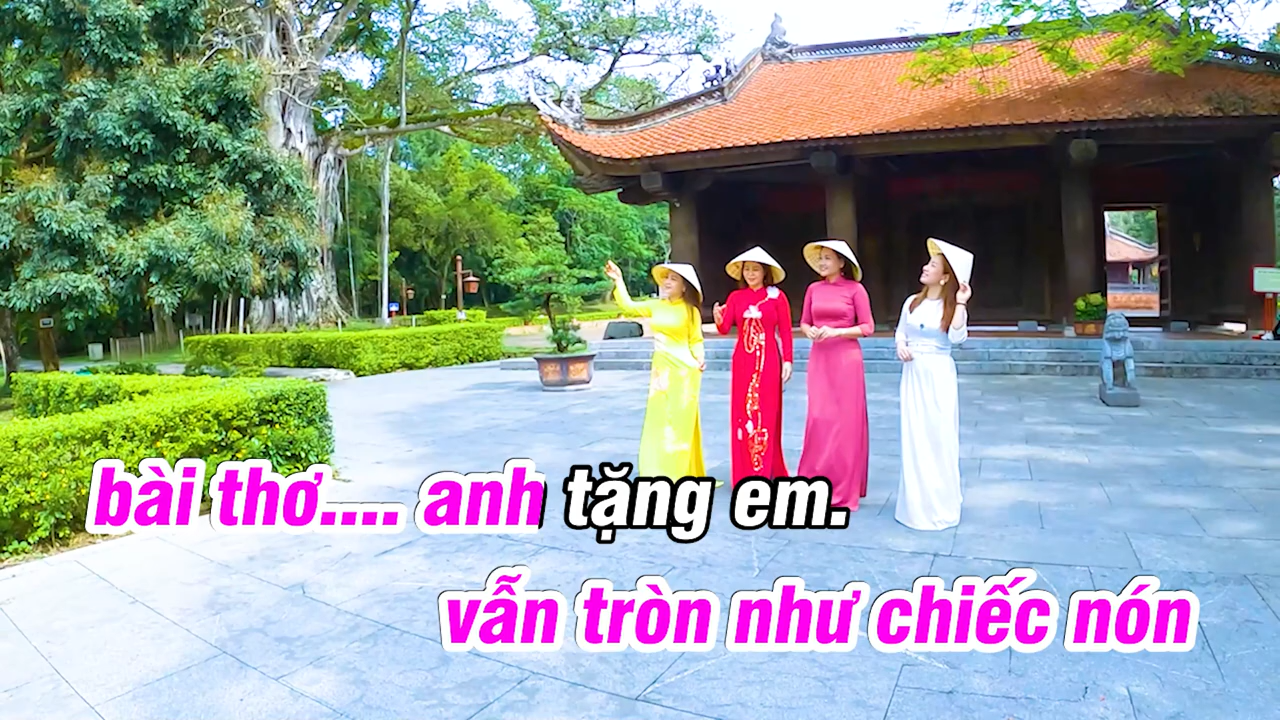 bài thơ.... anh tặng em.
vẫn tròn như chiếc nón